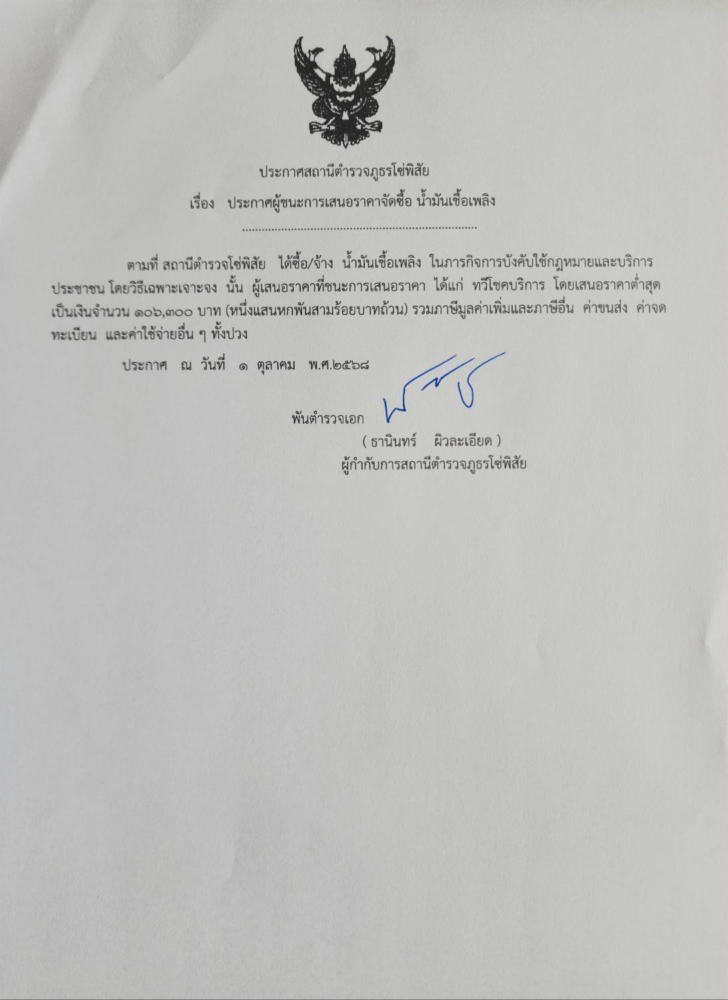 ประกาศสถานีตำรวจภูธรโซ่พิสัย
เรื่อง ประกาศผู้ชนะการเสนอราคาจัดซื้อ น้ำมันเชื้อเพลิง
ตามที่ สถานีตำรวจโซ่พิสัย ได้ซื้อ/จ้าง น้ำมันเชื้อเพลิง ในภารกิจการบังคับใช้กฎหมายและบริการ
ประชาชน โดยวิธีเฉพาะเจาะจง นั้น ผู้เสนอราคาที่ชนะการเสนอราคา ได้แก่ ทวีโชคบริการ โดยเสนอราคาต่ำสุด
เป็นเงินจำนวน ๑๐๖,๓๐๐ บาท (หนึ่งแสนหกพันสามร้อยบาทถ้วน) รวมภาษีมูลค่าเพิ่มและภาษีอื่น ค่าขนส่ง ค่าจด
ทะเบียน และค่าใช้จ่ายอื่น ๆ ทั้งปวง
ประกาศ ณ วันที่ ๑ ตุลาคม พ.ศ.๒๕๖๘
พันตำรวจเอก
( ธานินทร์ ผิวละเอียด )
ผู้กำกับการสถานีตำรวจภูธรโซ่พิสัย